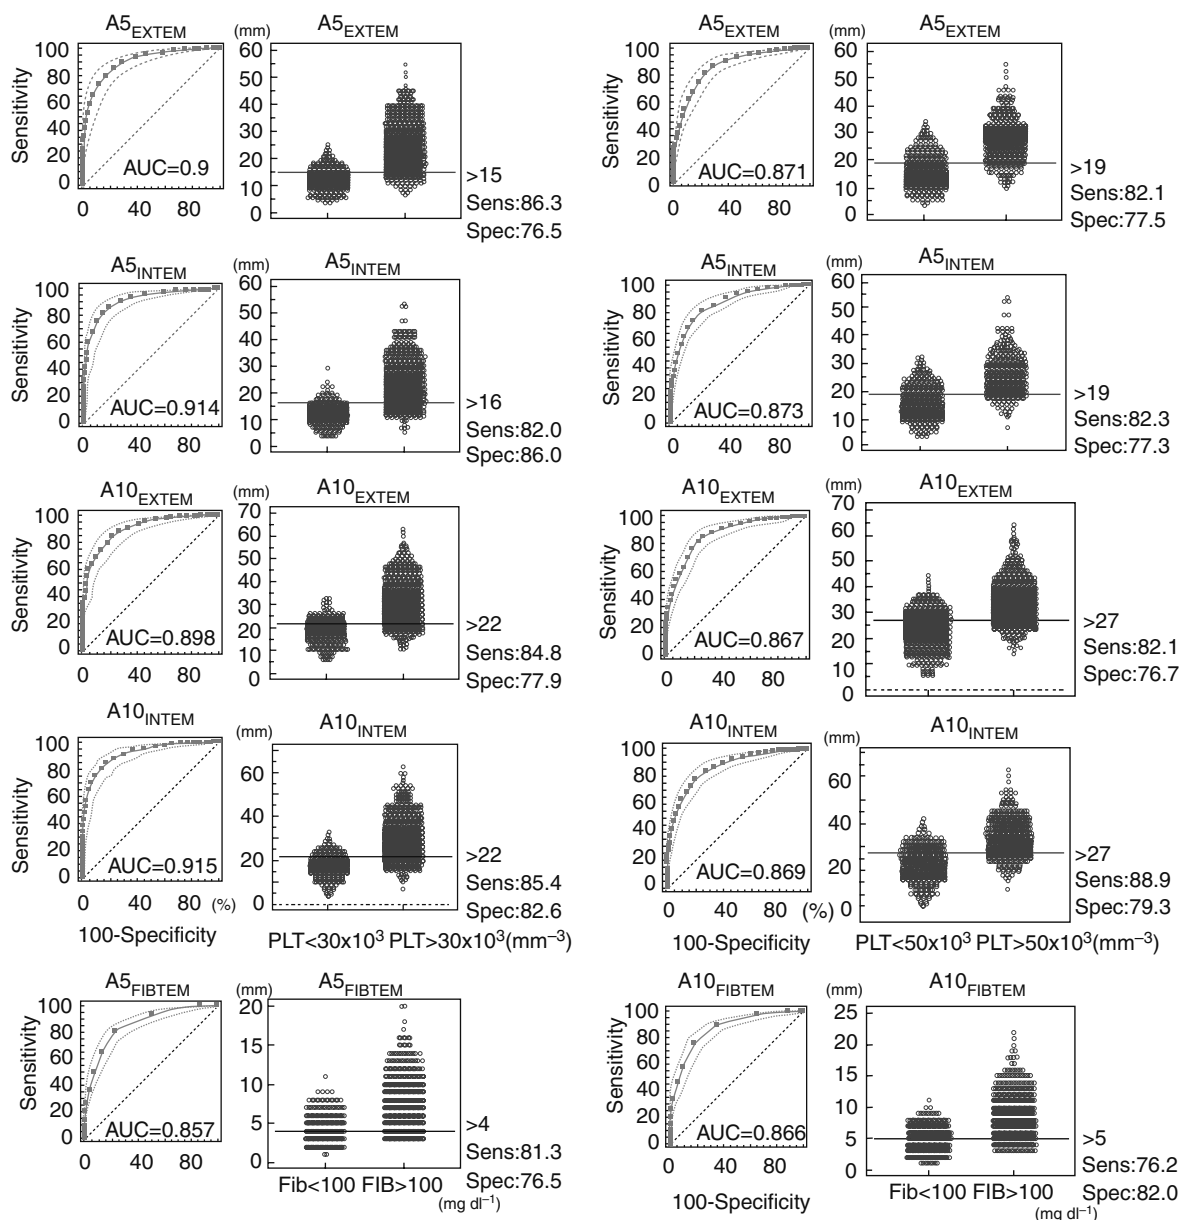 A5EXTEM
(mm)
A5EXTEM
Sensitivity
100
80
60
40
20
0
0
40
80
AUC=0.9
60
50
40
30
20
10
0
>15
Sens:86.3
Spec:76.5
A5EXTEM
(mm)
A5EXTEM
Sensitivity
100
80
60
40
20
0
0
40
80
AUC=0.871
60
50
40
30
20
10
0
>19
Sens:82.1
Spec:77.5
A5INTEM
(mm)
A5INTEM
Sensitivity
100
80
60
40
20
0
0
40
80
AUC=0.914
60
50
40
30
20
10
0
>16
Sens:82.0
Spec:86.0
A5INTEM
(mm)
A5INTEM
Sensitivity
100
80
60
40
20
0
0
40
80
AUC=0.873
60
50
40
30
20
10
0
>19
Sens:82.3
Spec:77.3
A10EXTEM
(mm)
A10EXTEM
Sensitivity
100
80
60
40
20
0
0
40
80
AUC=0.898
70
60
50
40
30
20
10
0
>22
Sens:84.8
Spec:77.9
A10EXTEM
(mm)
A10EXTEM
Sensitivity
100
80
60
40
20
0
0
40
80
AUC=0.867
70
60
50
40
30
20
10
0
>27
Sens:82.1
Spec:76.7
A10INTEM
(mm)
A10INTEM
Sensitivity
100
80
60
40
20
0
0
40
80
(%)
AUC=0.915
60
40
20
0
>22
Sens:85.4
Spec:82.6
100-Specificity
PLT<30x10³ PLT>30x10³(mm⁻³)
A10INTEM
(mm)
A10INTEM
Sensitivity
100
80
60
40
20
0
0
40
80
(%)
AUC=0.869
60
40
20
0
>27
Sens:88.9
Spec:79.3
100-Specificity
PLT<50x10³ PLT>50x10³(mm⁻³)
A5FIBTEM
(mm)
A5FIBTEM
Sensitivity
100
80
60
40
20
0
0
40
80
AUC=0.857
20
15
10
5
0
>4
Sens:81.3
Spec:76.5
Fib<100 FIB>100
(mg dl⁻¹)
A10FIBTEM
(mm)
A10FIBTEM
Sensitivity
100
80
60
40
20
0
0
40
80
AUC=0.866
25
20
15
10
5
0
>5
Sens:76.2
Spec:82.0
100-Specificity
Fib<100 FIB>100
(mg dl⁻¹)